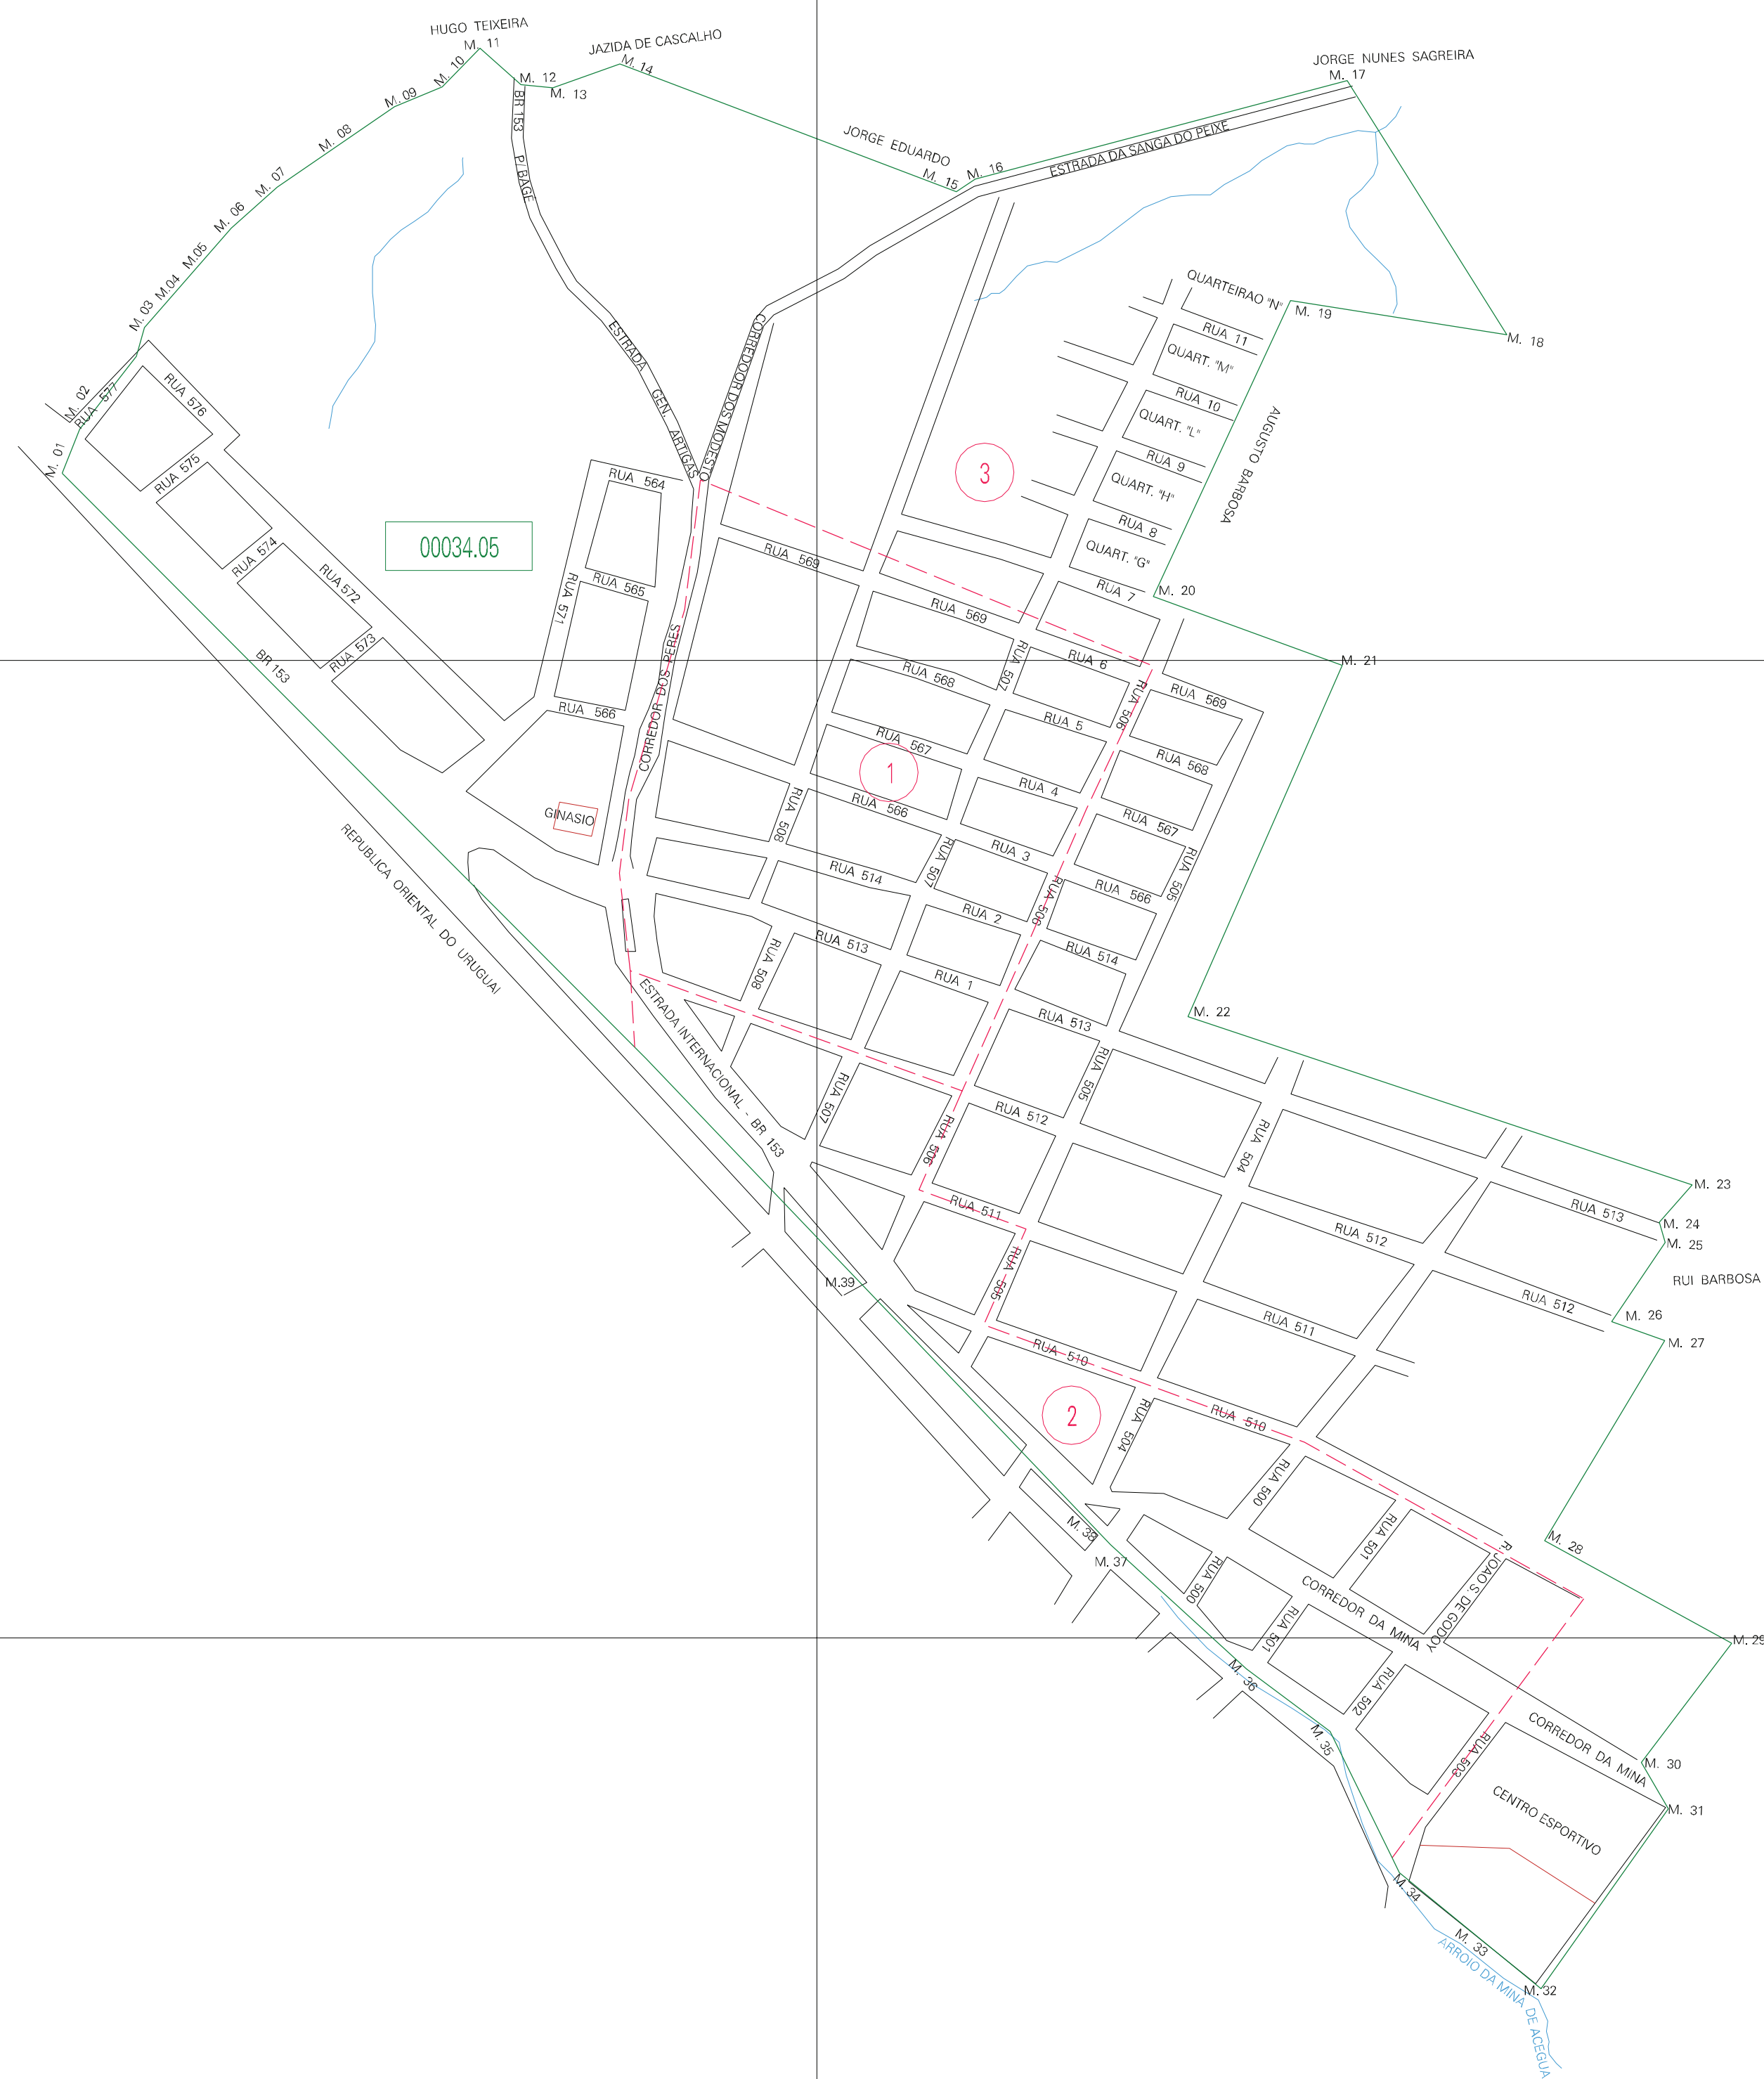 HUGO TEIXEIRA
M. 11
JAZIDA DE CASCALHO
M. 10
M. 12
M. 13
M. 14
M. 09
BR 153
P/ BAGE
JORGE NUNES SAGREIRA
M. 17
M. 08
JORGE EDUARDO
ESTRADA DA SANGA DO PEIXE
M. 15
M. 16
M. 07
M. 06
M.05
M.04
M. 03
QUARTEIRAO "N"
M. 19
M. 18
RUA 11
QUART. "M"
RUA 10
QUART. "L"
RUA 9
QUART. "H"
RUA 8
QUART. "G"
RUA 7
AUGUSTO BARBOSA
ESTRADA GEN. ARTIGAS
CORREDOOR DOS MODESTO
M. 02
RUA 577
RUA 576
M. 01
RUA 575
RUA 574
RUA 572
RUA 573
3
RUA 564
00034.05
RUA 565
RUA 571
RUA 569
RUA 569
M. 20
M. 21
BR 153
CORREDOR DOS PERES
RUA 566
RUA 507
RUA 6
RUA 568
RUA 506
RUA 569
RUA 5
RUA 567
RUA 568
1
RUA 4
RUA 566
RUA 508
RUA 567
GINASIO
RUA 3
RUA 507
RUA 514
RUA 505
RUA 566
RUA 506
RUA 2
RUA 513
RUA 514
RUA 508
RUA 1
REPUBLICA ORIENTAL DO URUGUAI
ESTRADA INTERNACIONAL - BR 153
RUA 513
M. 22
RUA 505
RUA 507
RUA 512
RUA 506
RUA 504
M. 23
RUA 511
RUA 513
M. 24
RUA 512
M. 25
RUA 505
M.39
RUI BARBOSA
RUA 512
M. 26
RUA 511
M. 27
RUA 510
2
RUA 504
RUA 510
RUA 500
M. 38
RUA 501
R. JOAO S. DE GODOY
M. 28
M. 37
RUA 500
CORREDOR DA MINA
RUA 501
M. 29
M. 36
RUA 502
M. 35
CORREDOR DA MINA
RUA 503
M. 30
CENTRO ESPORTIVO
M. 31
M. 34
M. 33
M. 32
ARROIO DA MINA DE ACEGUA